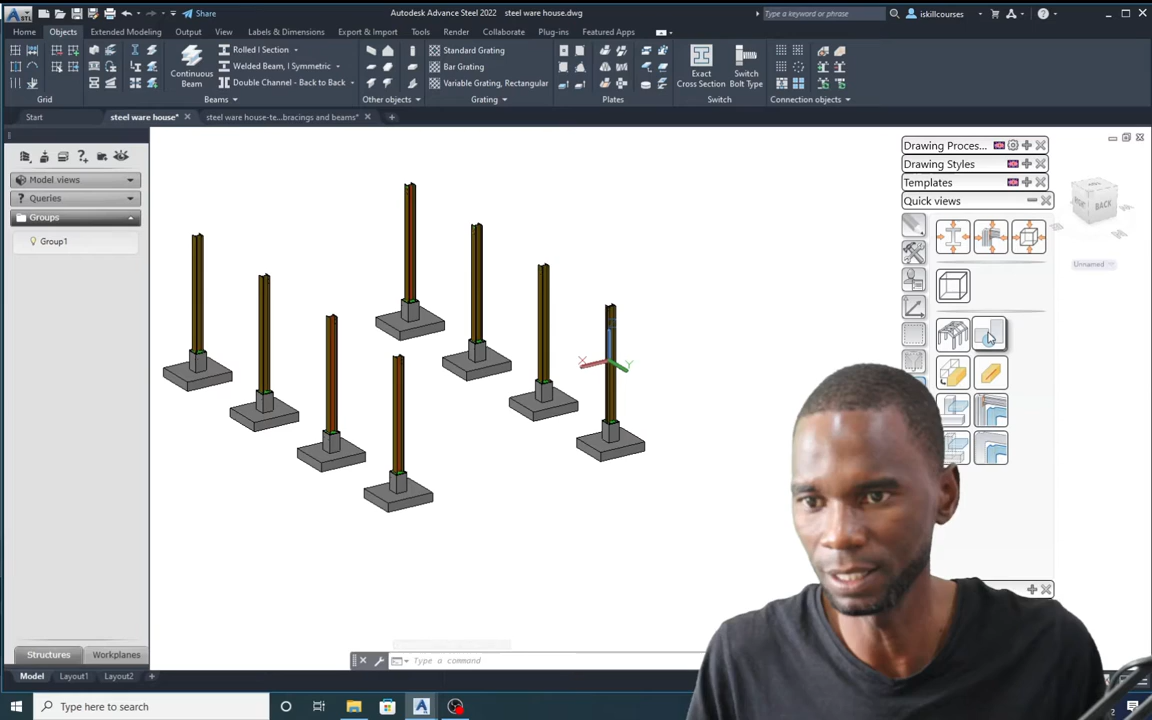 Share
Autodesk Advance Steel 2022 steel ware house.dwg
Type a keyword or phrase
iskillcourses
Home Objects Extended Modeling Output View Labels & Dimensions Export & Import Tools Render Collaborate Plug-ins Featured Apps
Rolled I Section
Standard Grating
Continuous
Beam
Welded Beam, I Symmetric
Bar Grating
Exact
Cross Section
Switch
Bolt Type
Double Channel - Back to Back
Variable Grating, Rectangular
Grid Beams Other objects Grating Plates Switch Connection objects
Start steel ware house* steel ware house-te...bracings and beams*
Drawing Proces...
Model views
Drawing Styles
Templates
Queries
Quick views
Groups
BACK
Group1
Unnamed
X
Y
Structures Workplanes
Type a command
Model Layout1 Layout2
Type here to search